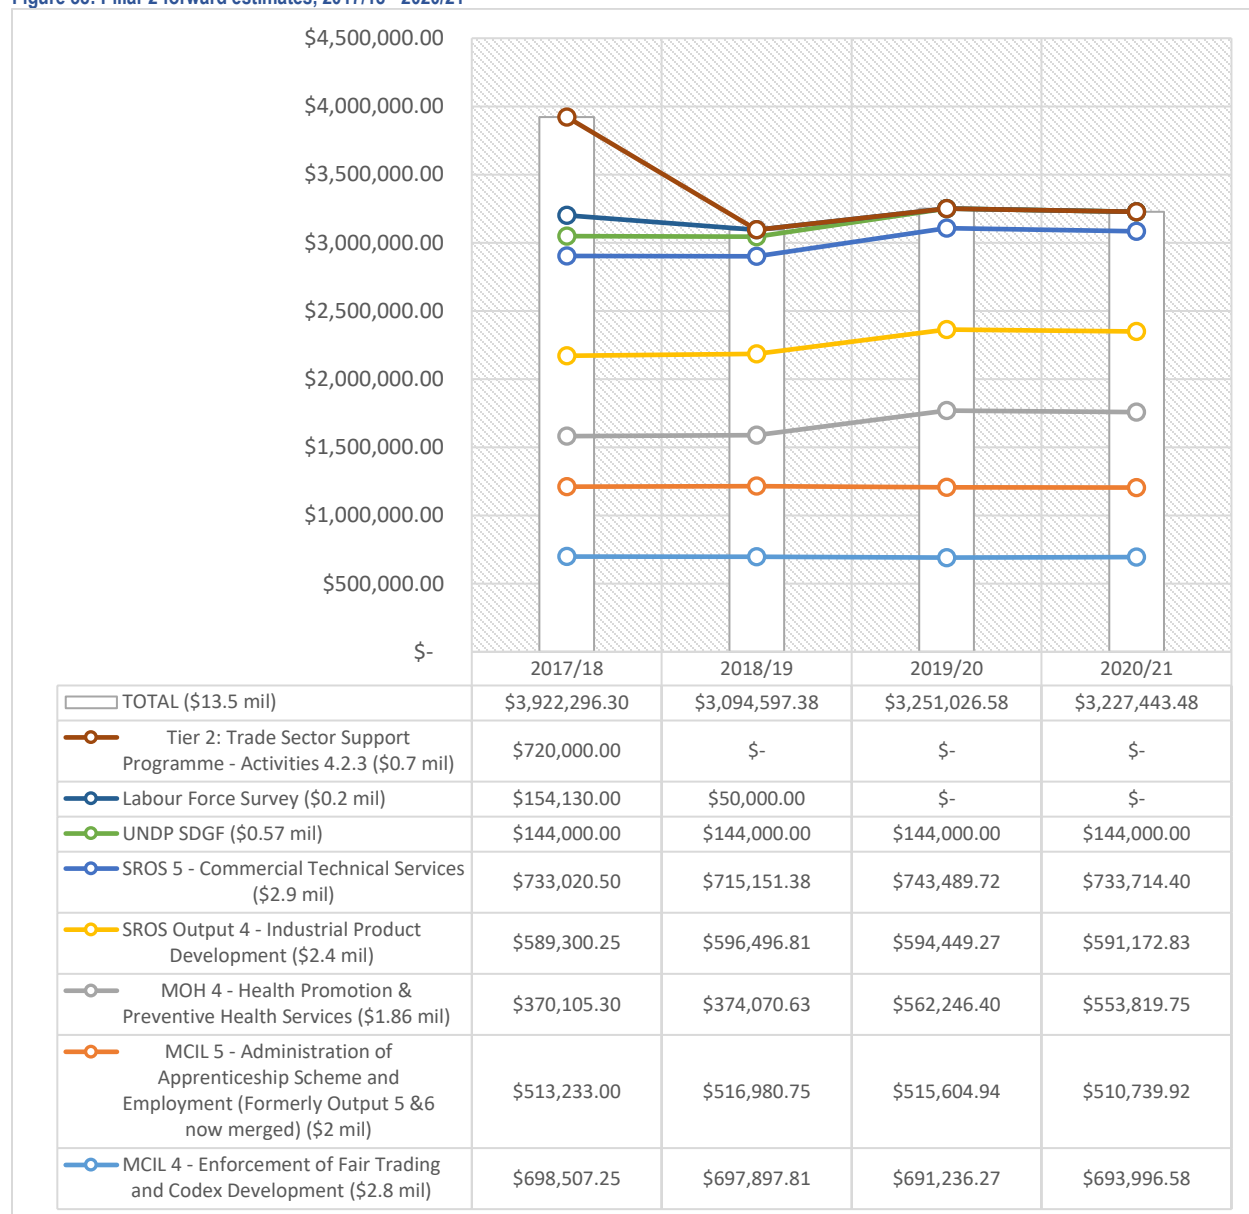 Figure 38: Pillar 2 forward estimates, 2017/18 - 2020/21
$4,500,000.00
$4,000,000.00
$3,500,000.00
$3,000,000.00
$2,500,000.00
$2,000,000.00
$1,500,000.00
$1,000,000.00
$500,000.00
$-
2017/18 2018/19 2019/20 2020/21
TOTAL ($13.5 mil) $3,922,296.30 $3,094,597.38 $3,251,026.58 $3,227,443.48
Tier 2: Trade Sector Support
Programme - Activities 4.2.3 ($0.7 mil) $720,000.00 $- $- $-
Labour Force Survey ($0.2 mil) $154,130.00 $50,000.00 $- $-
UNDP SDGF ($0.57 mil) $144,000.00 $144,000.00 $144,000.00 $144,000.00
SROS 5 - Commercial Technical Services
($2.9 mil) $733,020.50 $715,151.38 $743,489.72 $733,714.40
SROS Output 4 - Industrial Product
Development ($2.4 mil) $589,300.25 $596,496.81 $594,449.27 $591,172.83
MOH 4 - Health Promotion &
Preventive Health Services ($1.86 mil) $370,105.30 $374,070.63 $562,246.40 $553,819.75
MCIL 5 - Administration of
Apprenticeship Scheme and
Employment (Formerly Output 5 &6
now merged) ($2 mil) $513,233.00 $516,980.75 $515,604.94 $510,739.92
MCIL 4 - Enforcement of Fair Trading
and Codex Development ($2.8 mil) $698,507.25 $697,897.81 $691,236.27 $693,996.58